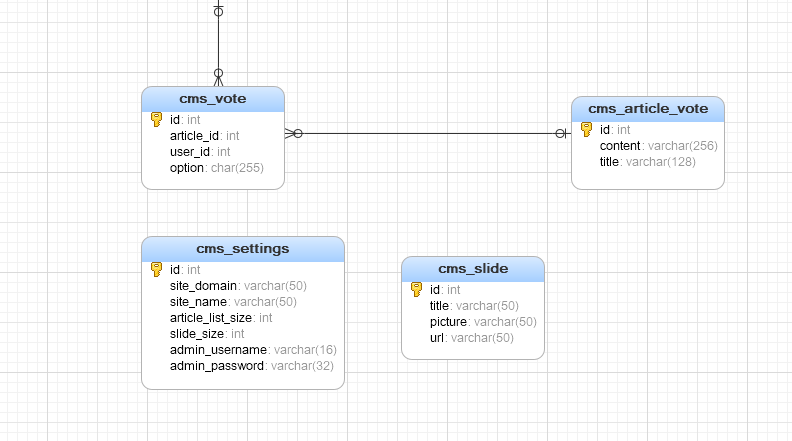 cms_vote
id: int
article_id: int
user_id: int
option: char(255)
cms_article_vote
id: int
content: varchar(256)
title: varchar(128)
cms_settings
id: int
site_domain: varchar(50)
site_name: varchar(50)
article_list_size: int
slide_size: int
admin_username: varchar(16)
admin_password: varchar(32)
cms_slide
id: int
title: varchar(50)
picture: varchar(50)
url: varchar(50)